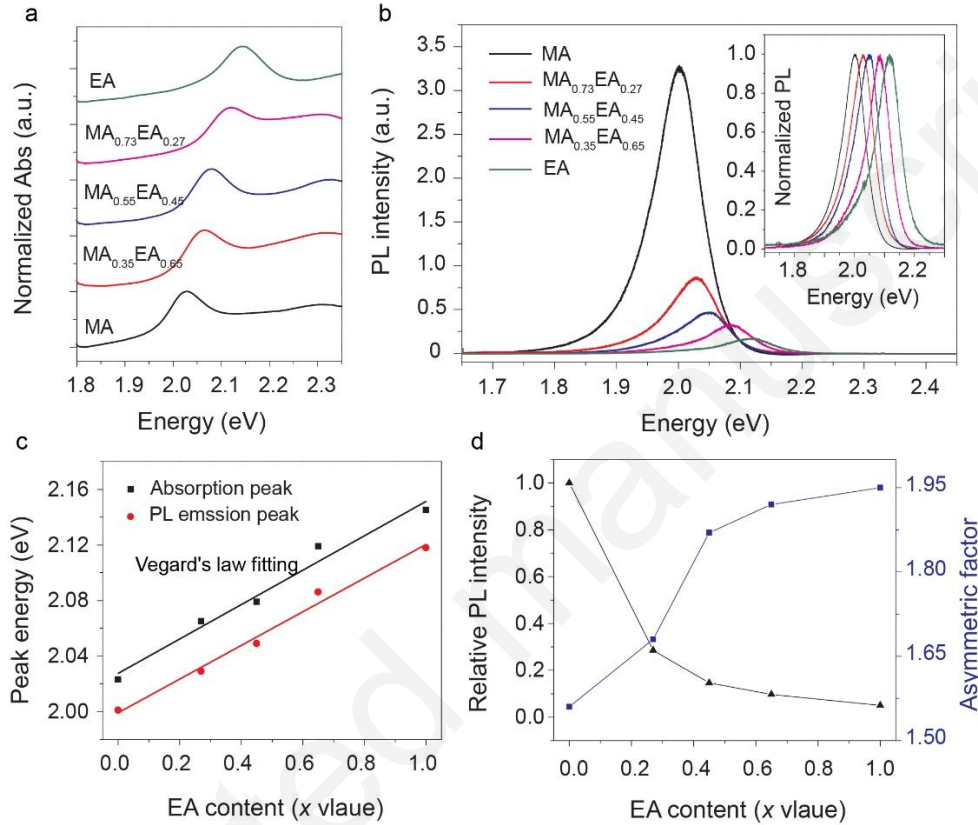 a
Normalized Abs (a.u.)
EA
MA0.73EA0.27
MA0.55EA0.45
MA0.35EA0.65
MA
1.8 1.9 2.0 2.1 2.2 2.3
Energy (eV)
b
PL intensity (a.u.)
3.5
3.0
2.5
2.0
1.0
0.5
0
MA
MA0.73EA0.27
MA0.55EA0.45
MA0.35EA0.65
EA
1.7 1.8 1.9 2.0 2.1 2.2 2.3 2.4
Energy (eV)
Normalized PL
1.0
0.8
0.6
0.4
0.2
0.0
1.8 2.0 2.2
Energy (eV)
c
Peak energy (eV)
2.16
2.12
2.08
2.04
2.00
Absorption peak
PL emssion peak
Vegard's law fitting
0.0 0.2 0.4 0.6 0.8 1.0
EA content (x vlaue)
d
Relative PL intensity
1.0
0.8
0.6
0.4
0.2
0.0
1.95
1.80
1.65
1.50
Asymmetric factor
0.0 0.2 0.4 0.6 0.8 1.0
EA content (x vlaue)
ted manuscri